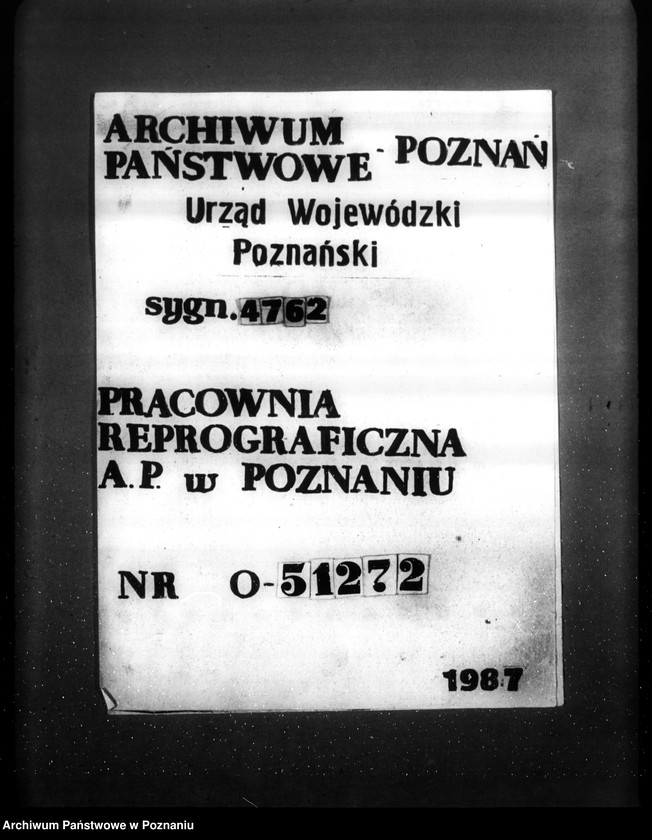 ARCHIWUM
PAŃSTWOWE - POZNAŃ
Urząd Wojewódzki
Poznański
sygn. 4762
PRACOWNIA
REPROGRAFICZNA
A.P. w POZNANIU
NR O-51272
1987
Archiwum Państwowe w Poznaniu